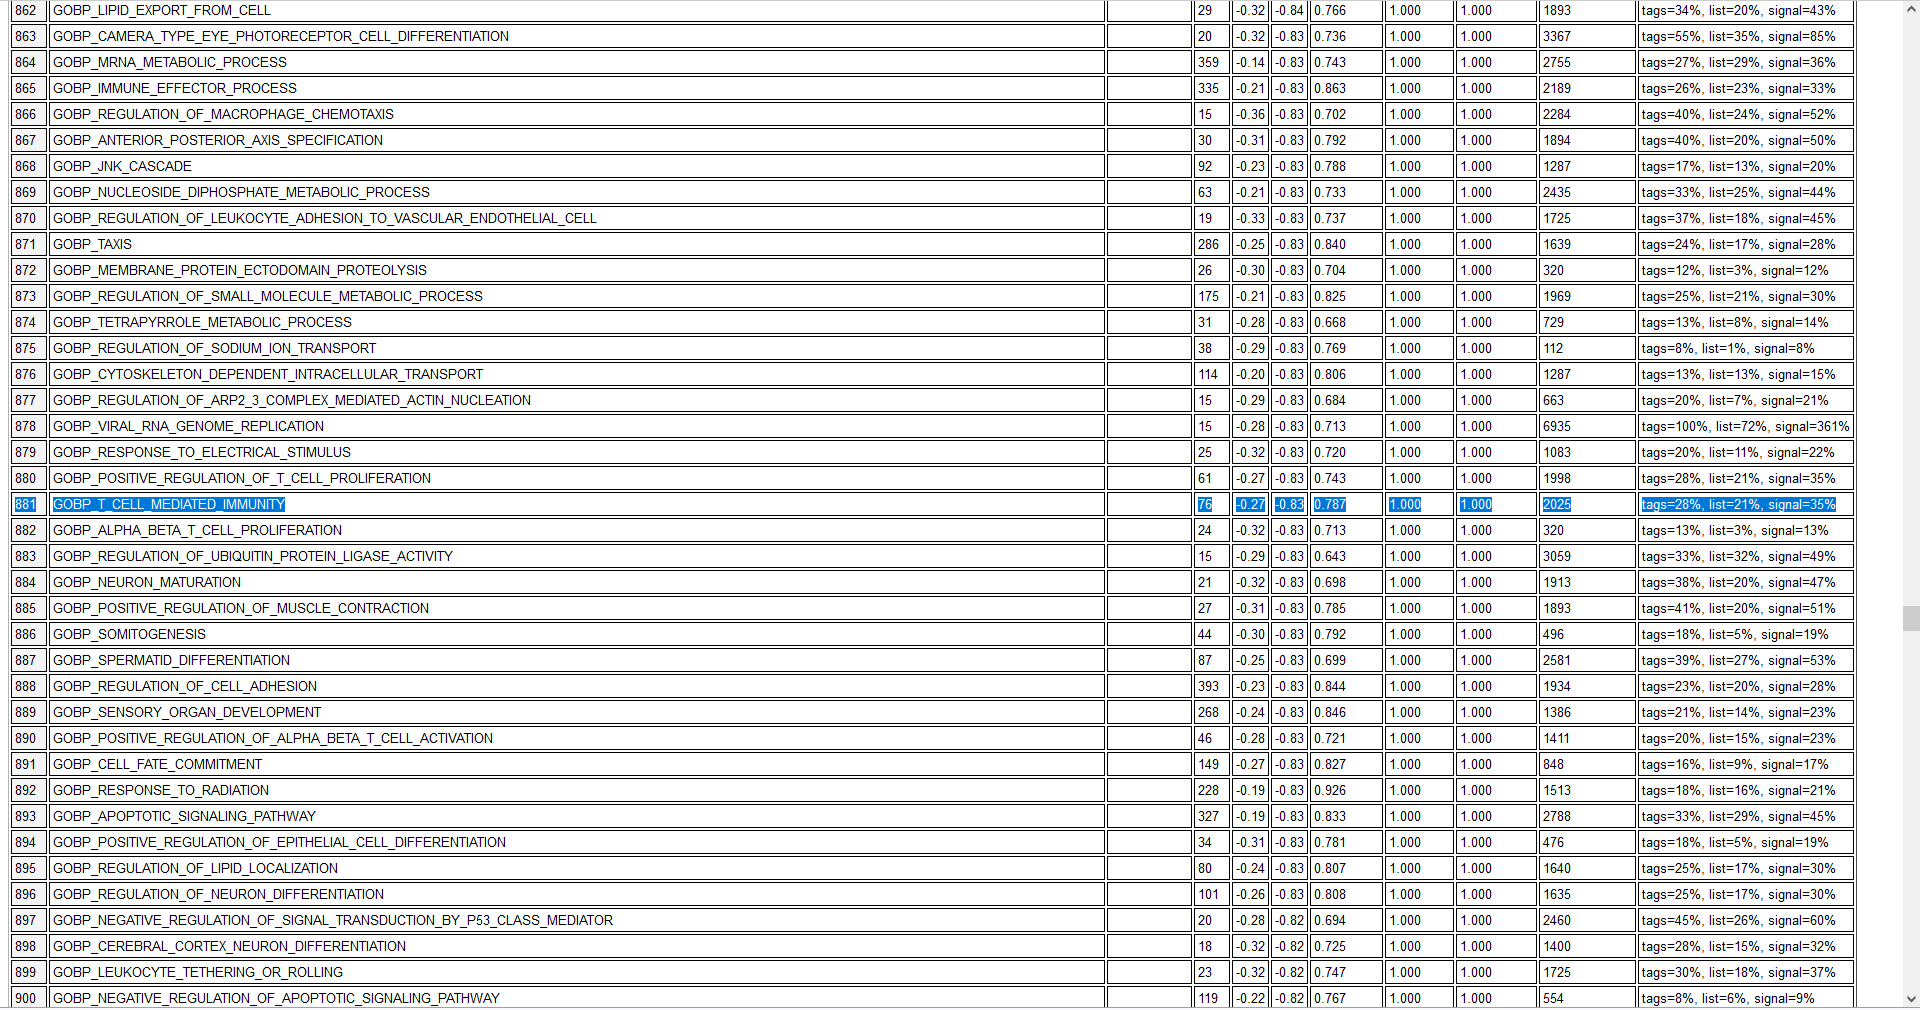 862 GOBP_LIPID_EXPORT_FROM_CELL 29 -0.32 -0.84 0.766 1.000 1.000 1893 tags=34%, list=20%, signal=43%
863 GOBP_CAMERA_TYPE_EYE_PHOTORECEPTOR_CELL_DIFFERENTIATION 20 -0.32 -0.83 0.736 1.000 1.000 3367 tags=55%, list=35%, signal=85%
864 GOBP_MRNA_METABOLIC_PROCESS 359 -0.14 -0.83 0.743 1.000 1.000 2755 tags=27%, list=29%, signal=36%
865 GOBP_IMMUNE_EFFECTOR_PROCESS 335 -0.21 -0.83 0.863 1.000 1.000 2189 tags=26%, list=23%, signal=33%
866 GOBP_REGULATION_OF_MACROPHAGE_CHEMOTAXIS 15 -0.36 -0.83 0.702 1.000 1.000 2284 tags=40%, list=24%, signal=52%
867 GOBP_ANTERIOR_POSTERIOR_AXIS_SPECIFICATION 30 -0.31 -0.83 0.792 1.000 1.000 1894 tags=40%, list=20%, signal=50%
868 GOBP_JNK_CASCADE 92 -0.23 -0.83 0.788 1.000 1.000 1287 tags=17%, list=13%, signal=20%
869 GOBP_NUCLEOSIDE_DIPHOSPHATE_METABOLIC_PROCESS 63 -0.21 -0.83 0.733 1.000 1.000 2435 tags=33%, list=25%, signal=44%
870 GOBP_REGULATION_OF_LEUKOCYTE_ADHESION_TO_VASCULAR_ENDOTHELIAL_CELL 19 -0.33 -0.83 0.737 1.000 1.000 1725 tags=37%, list=18%, signal=45%
871 GOBP_TAXIS 286 -0.25 -0.83 0.840 1.000 1.000 1639 tags=24%, list=17%, signal=28%
872 GOBP_MEMBRANE_PROTEIN_ECTODOMAIN_PROTEOLYSIS 26 -0.30 -0.83 0.704 1.000 1.000 320 tags=12%, list=3%, signal=12%
873 GOBP_REGULATION_OF_SMALL_MOLECULE_METABOLIC_PROCESS 175 -0.21 -0.83 0.825 1.000 1.000 1969 tags=25%, list=21%, signal=30%
874 GOBP_TETRAPYRROLE_METABOLIC_PROCESS 31 -0.28 -0.83 0.668 1.000 1.000 729 tags=13%, list=8%, signal=14%
875 GOBP_REGULATION_OF_SODIUM_ION_TRANSPORT 38 -0.29 -0.83 0.769 1.000 1.000 112 tags=8%, list=1%, signal=8%
876 GOBP_CYTOSKELETON_DEPENDENT_INTRACELLULAR_TRANSPORT 114 -0.20 -0.83 0.806 1.000 1.000 1287 tags=13%, list=13%, signal=15%
877 GOBP_REGULATION_OF_ARP2_3_COMPLEX_MEDIATED_ACTIN_NUCLEATION 15 -0.29 -0.83 0.684 1.000 1.000 663 tags=20%, list=7%, signal=21%
878 GOBP_VIRAL_RNA_GENOME_REPLICATION 15 -0.28 -0.83 0.713 1.000 1.000 6935 tags=100%, list=72%, signal=361%
879 GOBP_RESPONSE_TO_ELECTRICAL_STIMULUS 25 -0.32 -0.83 0.720 1.000 1.000 1083 tags=20%, list=11%, signal=22%
880 GOBP_POSITIVE_REGULATION_OF_T_CELL_PROLIFERATION 61 -0.27 -0.83 0.743 1.000 1.000 1998 tags=28%, list=21%, signal=35%
881 GOBP_T_CELL_MEDIATED_IMMUNITY 76 -0.27 -0.83 0.787 1.000 1.000 2025 tags=28%, list=21%, signal=35%
882 GOBP_ALPHA_BETA_T_CELL_PROLIFERATION 24 -0.32 -0.83 0.713 1.000 1.000 320 tags=13%, list=3%, signal=13%
883 GOBP_REGULATION_OF_UBIQUITIN_PROTEIN_LIGASE_ACTIVITY 15 -0.29 -0.83 0.643 1.000 1.000 3059 tags=33%, list=32%, signal=49%
884 GOBP_NEURON_MATURATION 21 -0.32 -0.83 0.698 1.000 1.000 1913 tags=38%, list=20%, signal=47%
885 GOBP_POSITIVE_REGULATION_OF_MUSCLE_CONTRACTION 27 -0.31 -0.83 0.785 1.000 1.000 1893 tags=41%, list=20%, signal=51%
886 GOBP_SOMITOGENESIS 44 -0.30 -0.83 0.792 1.000 1.000 496 tags=18%, list=5%, signal=19%
887 GOBP_SPERMATID_DIFFERENTIATION 87 -0.25 -0.83 0.699 1.000 1.000 2581 tags=39%, list=27%, signal=53%
888 GOBP_REGULATION_OF_CELL_ADHESION 393 -0.23 -0.83 0.844 1.000 1.000 1934 tags=23%, list=20%, signal=28%
889 GOBP_SENSORY_ORGAN_DEVELOPMENT 268 -0.24 -0.83 0.846 1.000 1.000 1386 tags=21%, list=14%, signal=23%
890 GOBP_POSITIVE_REGULATION_OF_ALPHA_BETA_T_CELL_ACTIVATION 46 -0.28 -0.83 0.721 1.000 1.000 1411 tags=20%, list=15%, signal=23%
891 GOBP_CELL_FATE_COMMITMENT 149 -0.27 -0.83 0.827 1.000 1.000 848 tags=16%, list=9%, signal=17%
892 GOBP_RESPONSE_TO_RADIATION 228 -0.19 -0.83 0.926 1.000 1.000 1513 tags=18%, list=16%, signal=21%
893 GOBP_APOPTOTIC_SIGNALING_PATHWAY 327 -0.19 -0.83 0.833 1.000 1.000 2788 tags=33%, list=29%, signal=45%
894 GOBP_POSITIVE_REGULATION_OF_EPITHELIAL_CELL_DIFFERENTIATION 34 -0.31 -0.83 0.781 1.000 1.000 476 tags=18%, list=5%, signal=19%
895 GOBP_REGULATION_OF_LIPID_LOCALIZATION 80 -0.24 -0.83 0.807 1.000 1.000 1640 tags=25%, list=17%, signal=30%
896 GOBP_REGULATION_OF_NEURON_DIFFERENTIATION 101 -0.26 -0.83 0.808 1.000 1.000 1635 tags=25%, list=17%, signal=30%
897 GOBP_NEGATIVE_REGULATION_OF_SIGNAL_TRANSDUCTION_BY_P53_CLASS_MEDIATOR 20 -0.28 -0.82 0.694 1.000 1.000 2460 tags=45%, list=26%, signal=60%
898 GOBP_CEREBRAL_CORTEX_NEURON_DIFFERENTIATION 18 -0.32 -0.82 0.725 1.000 1.000 1400 tags=28%, list=15%, signal=32%
899 GOBP_LEUKOCYTE_TETHERING_OR_ROLLING 23 -0.32 -0.82 0.747 1.000 1.000 1725 tags=30%, list=18%, signal=37%
900 GOBP_NEGATIVE_REGULATION_OF_APOPTOTIC_SIGNALING_PATHWAY 119 -0.22 -0.82 0.767 1.000 1.000 554 tags=8%, list=6%, signal=9%